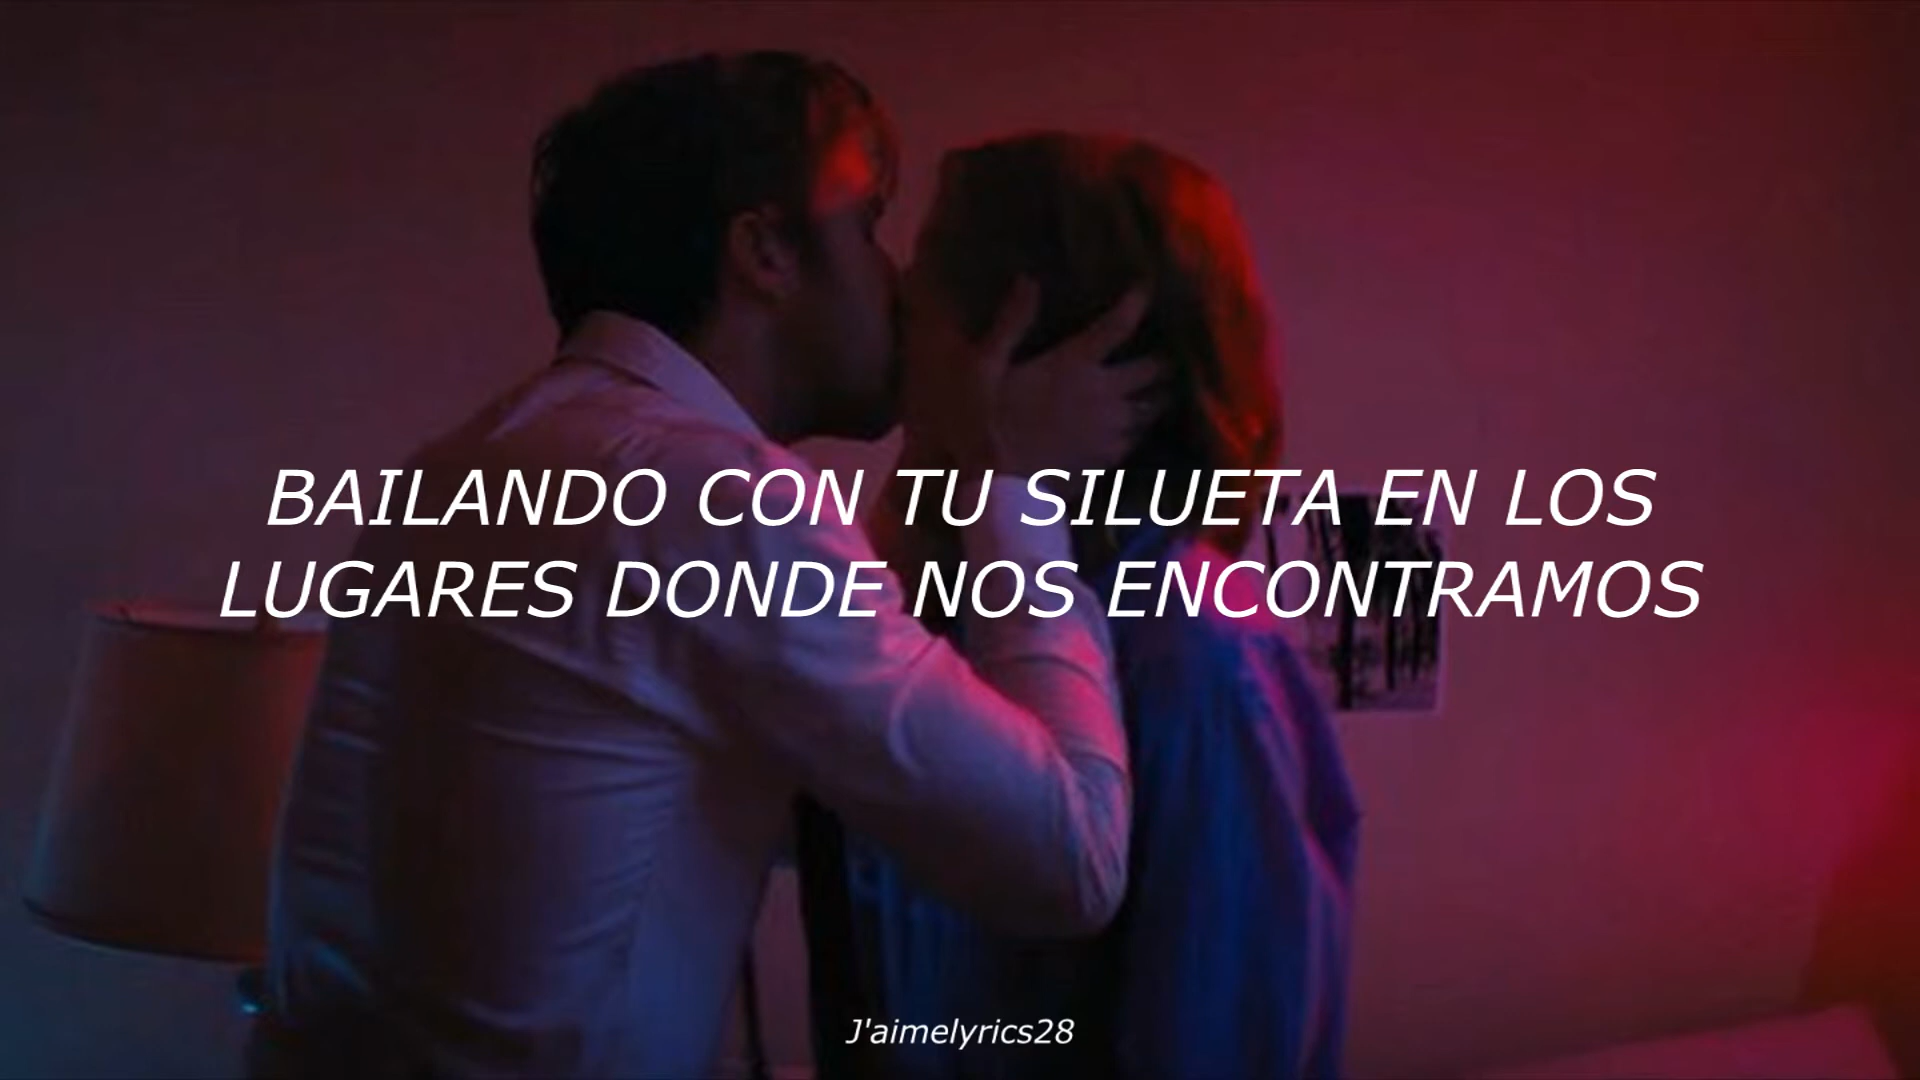 BAILANDO CON TU SILUETA EN LOS
LUGARES DONDE NOS ENCONTRAMOS
J'aimelyrics28